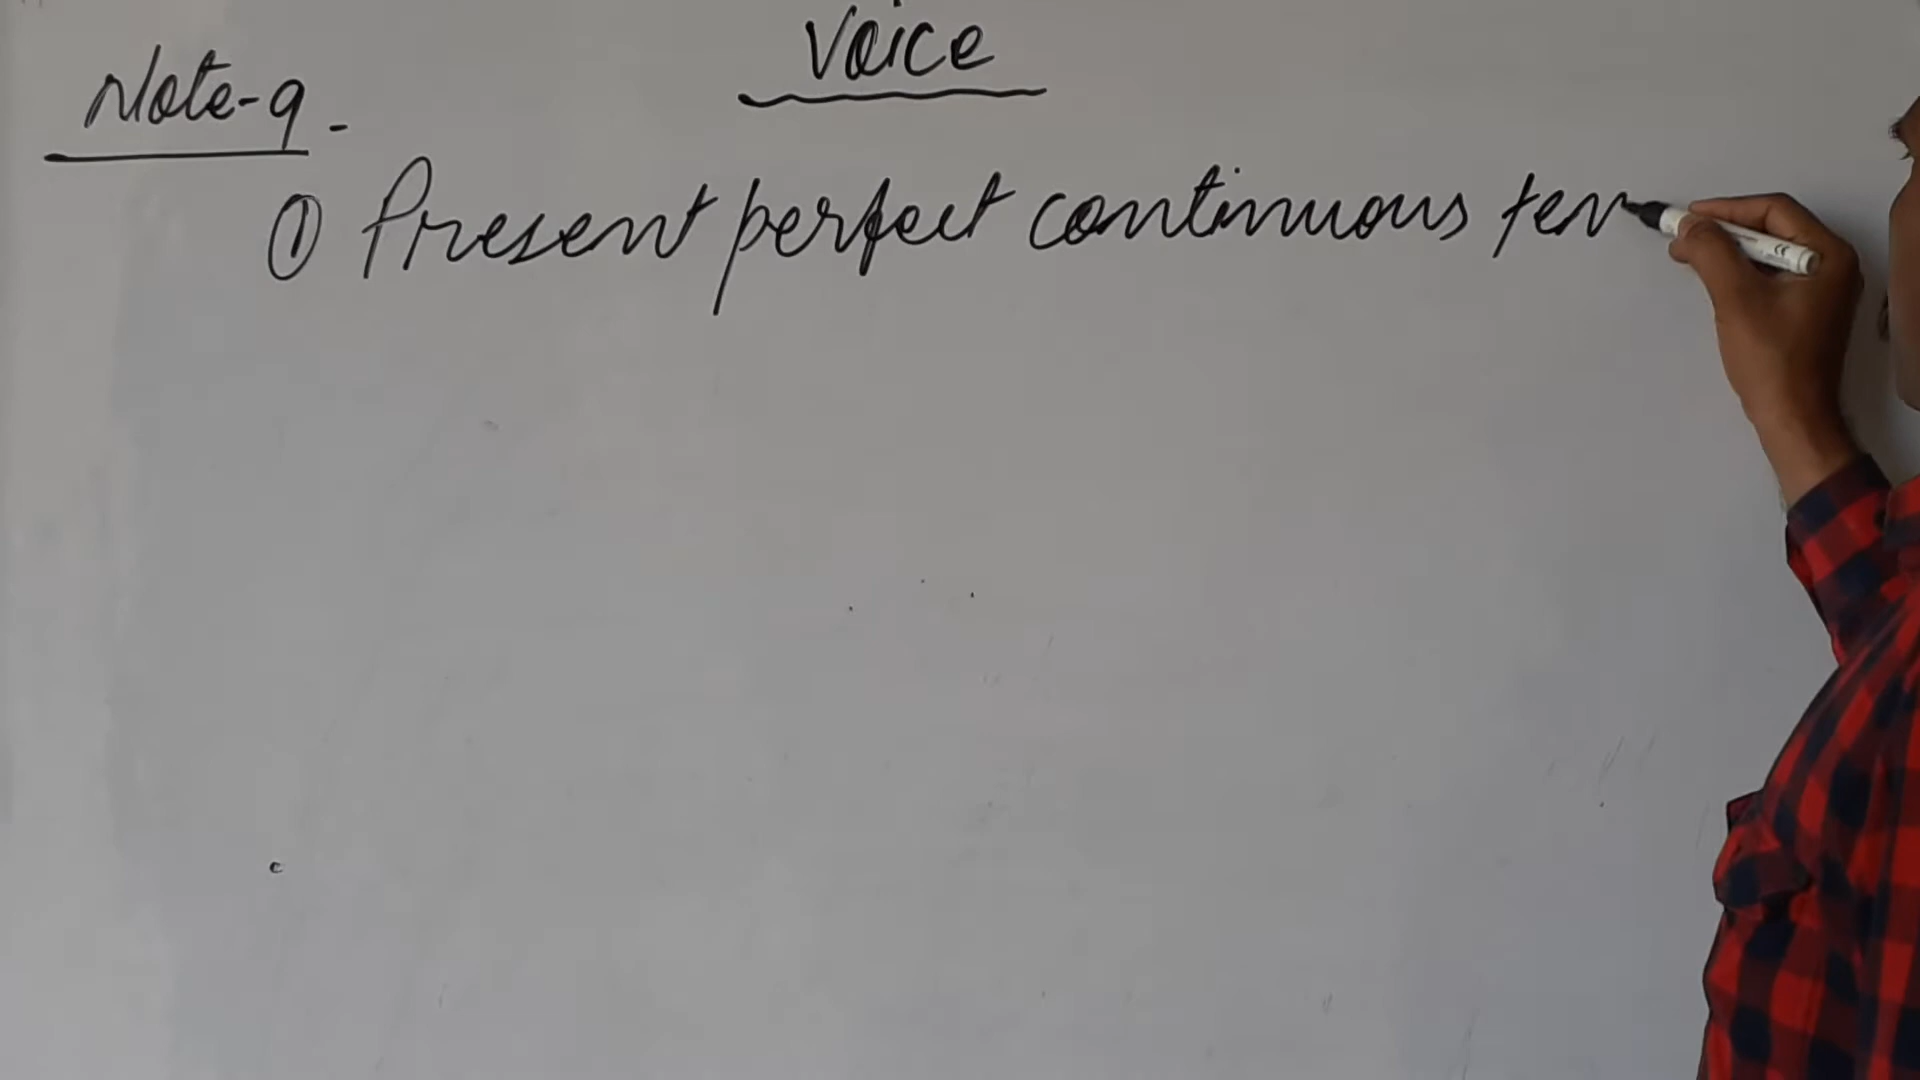 Voice
Note-9.
① Present perfect continuous ten